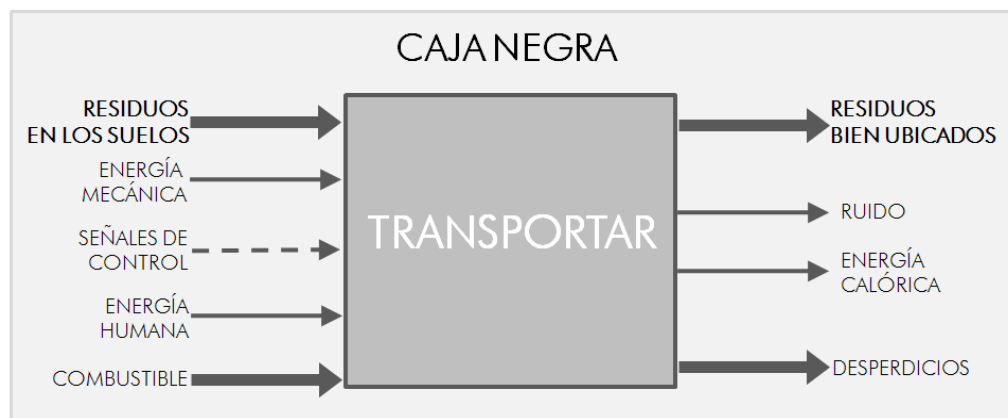 CAJA NEGRA
RESIDUOS
EN LOS SUELOS
ENERGÍA
MECÁNICA
SEÑALES DE
CONTROL
ENERGÍA
HUMANA
COMBUSTIBLE
TRANSPORTAR
RESIDUOS
BIEN UBICADOS
RUIDO
ENERGÍA
CALÓRICA
DESPERDICIOS